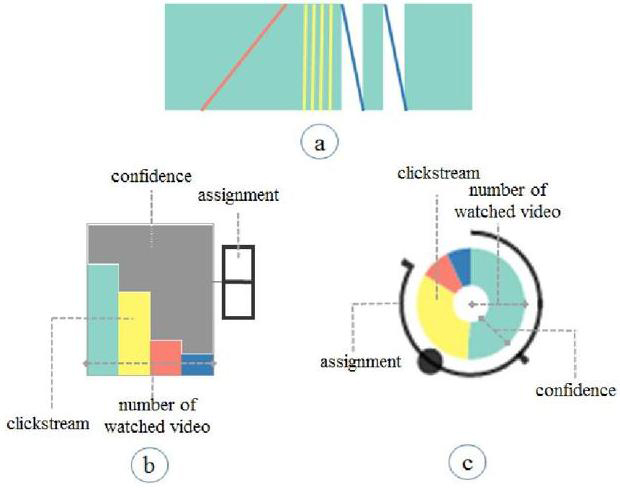 a
confidence
assignment
clickstream
number of
watched video
b
clickstream
number of
watched video
assignment
confidence
c